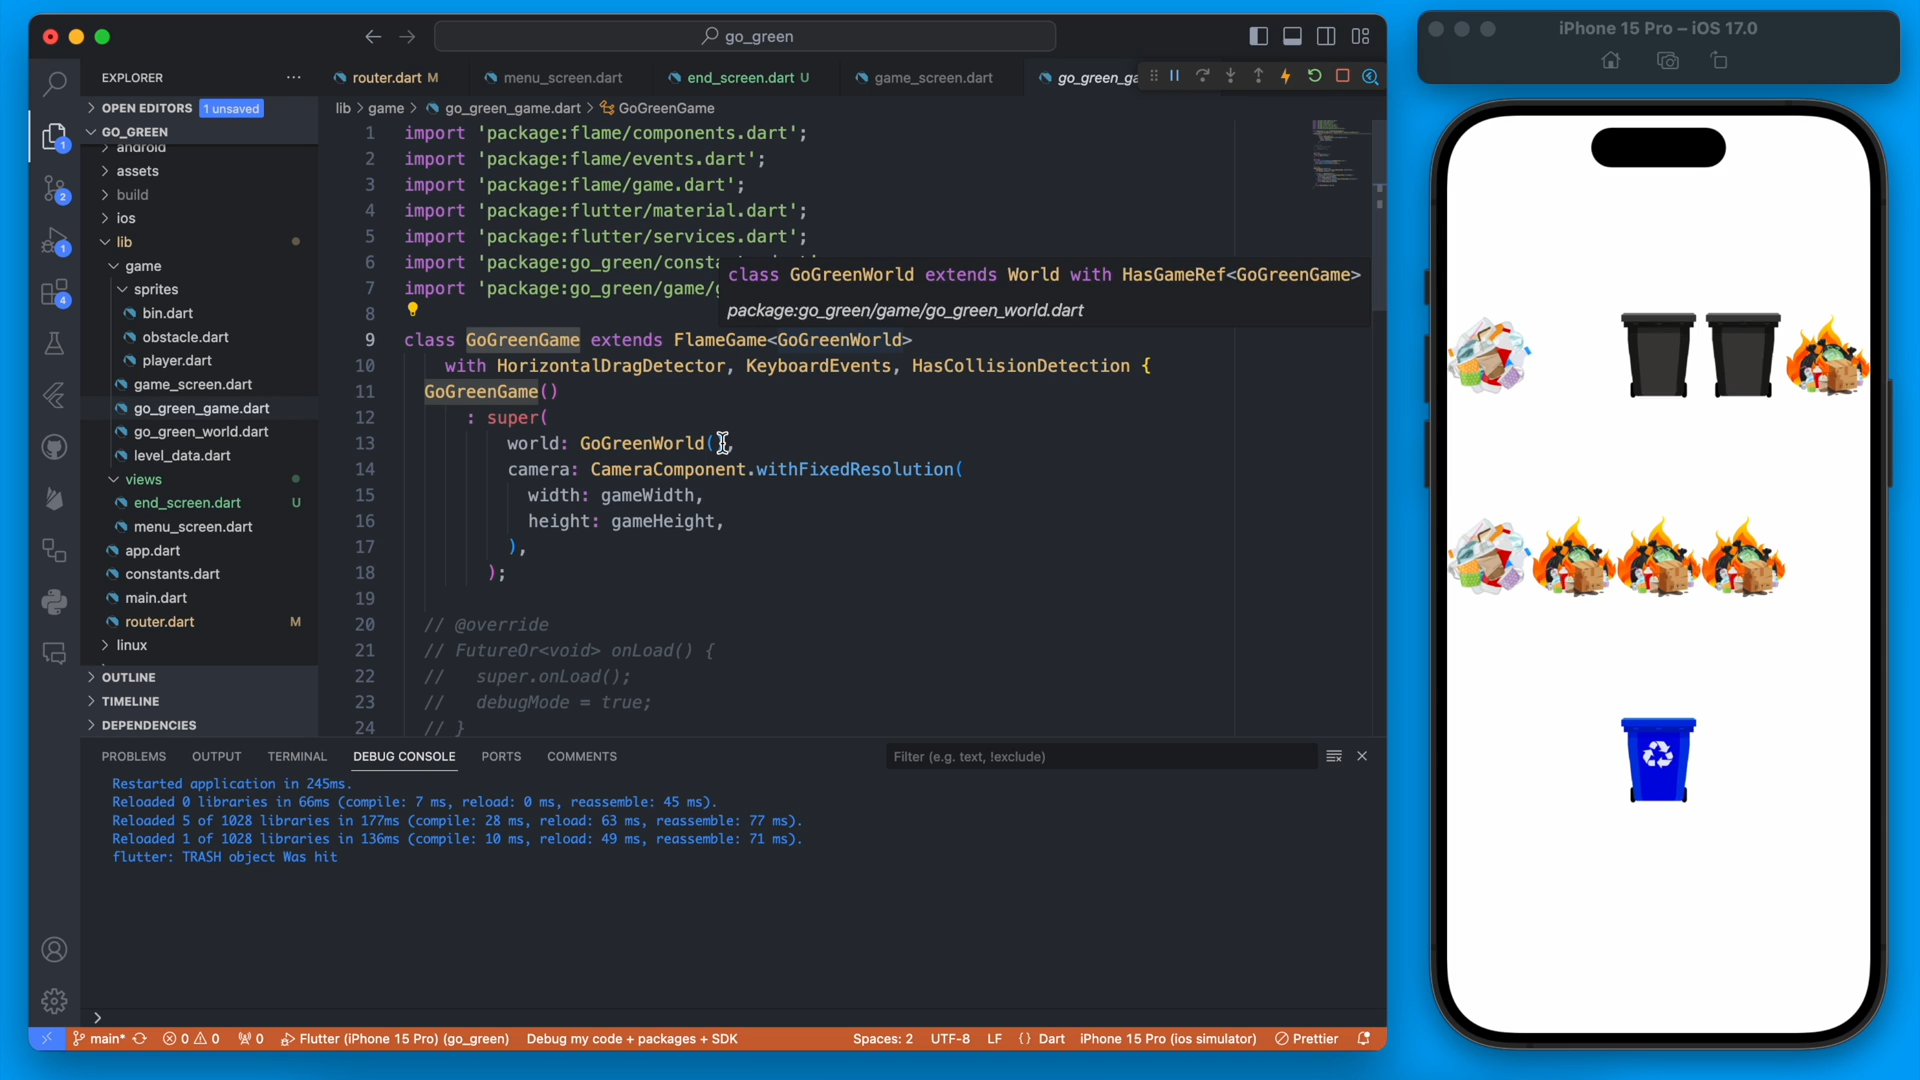 go_green
iPhone 15 Pro – iOS 17.0
EXPLORER
router.dart M
menu_screen.dart
end_screen.dart U
game_screen.dart
go_green_ga
OPEN EDITORS 1 unsaved
GO_GREEN
android
assets
build
ios
lib
game
sprites
bin.dart
obstacle.dart
player.dart
game_screen.dart
go_green_game.dart
go_green_world.dart
level_data.dart
views
end_screen.dart U
menu_screen.dart
app.dart
constants.dart
main.dart
router.dart M
linux
OUTLINE
TIMELINE
DEPENDENCIES
1
2
4
lib > game > go_green_game.dart > GoGreenGame
1 import 'package:flame/components.dart';
2 import 'package:flame/events.dart';
3 import 'package:flame/game.dart';
4 import 'package:flutter/material.dart';
5 import 'package:flutter/services.dart';
6 import 'package:go_green/consta
7 import 'package:go_green/game/g
8
class GoGreenWorld extends World with HasGameRef<GoGreenGame>
package:go_green/game/go_green_world.dart
9 class GoGreenGame extends FlameGame<GoGreenWorld>
10 with HorizontalDragDetector, KeyboardEvents, HasCollisionDetection {
11 GoGreenGame()
12 : super(
13 world: GoGreenWorld(),
14 camera: CameraComponent.withFixedResolution(
15 width: gameWidth,
16 height: gameHeight,
17 ),
18 );
19
20 // @override
21 // FutureOr<void> onLoad() {
22 // super.onLoad();
23 // debugMode = true;
24 // }
PROBLEMS OUTPUT TERMINAL DEBUG CONSOLE PORTS COMMENTS
Filter (e.g. text, !exclude)
Restarted application in 245ms.
Reloaded 0 libraries in 66ms (compile: 7 ms, reload: 0 ms, reassemble: 45 ms).
Reloaded 5 of 1028 libraries in 177ms (compile: 28 ms, reload: 63 ms, reassemble: 77 ms).
Reloaded 1 of 1028 libraries in 136ms (compile: 10 ms, reload: 49 ms, reassemble: 71 ms).
flutter: TRASH object Was hit
main* 0 0 0 Flutter (iPhone 15 Pro) (go_green) Debug my code + packages + SDK
Spaces: 2 UTF-8 LF {} Dart iPhone 15 Pro (ios simulator) Prettier